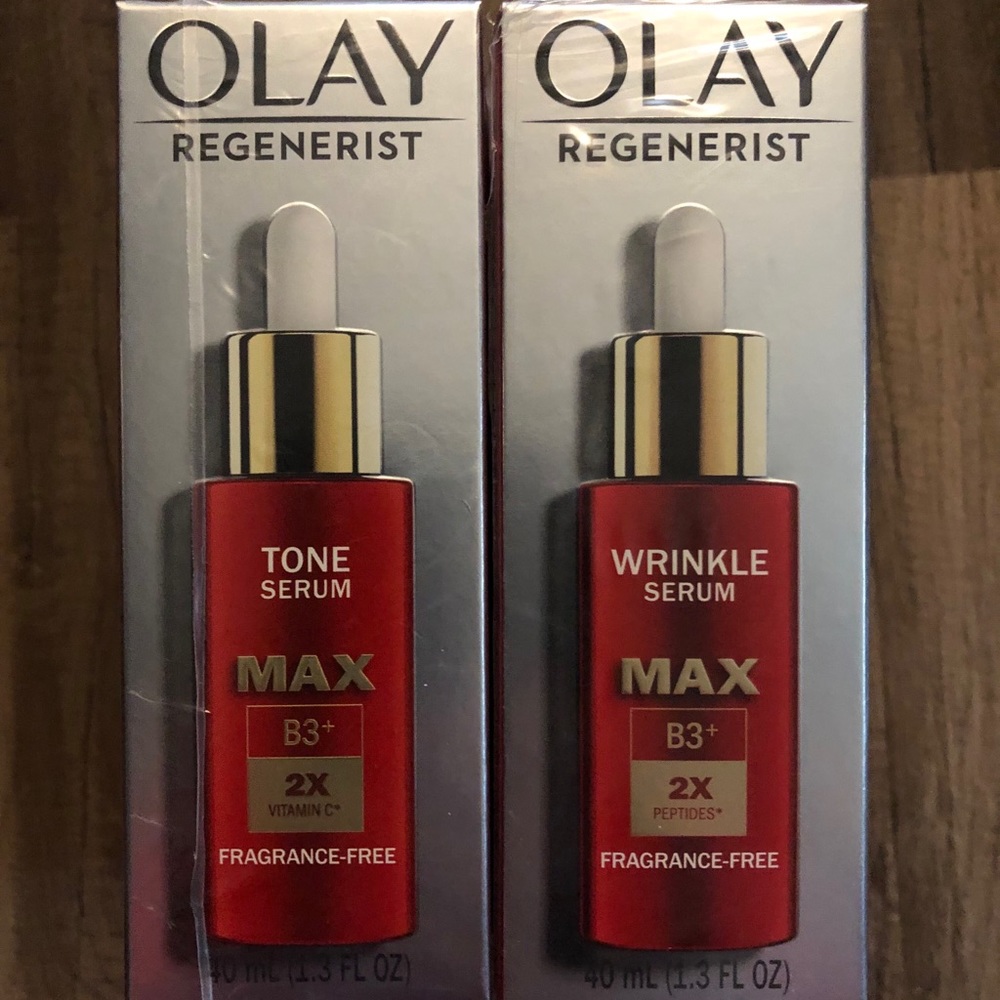 OLAY
REGENERIST
TONE
SERUM
MAX
B3+
2X
VITAMIN C*
FRAGRANCE-FREE
40 mL (1.3 FL OZ)
OLAY
REGENERIST
WRINKLE
SERUM
MAX
B3+
2X
PEPTIDES*
FRAGRANCE-FREE
40 mL (1.3 FL OZ)